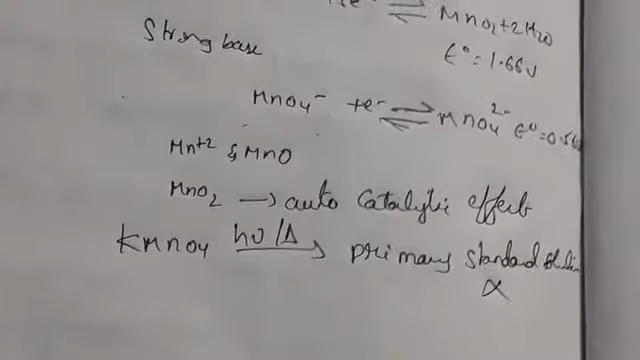 ⇌ MnO2+2H2O
E°=1.66V
Strong base
MnO4⁻ +e⁻ ⇌ MnO4²⁻ E°=0.56
Mn+2 & MnO
MnO2 → auto catalytic effect
KMnO4 hυ/Δ → primary standard
x